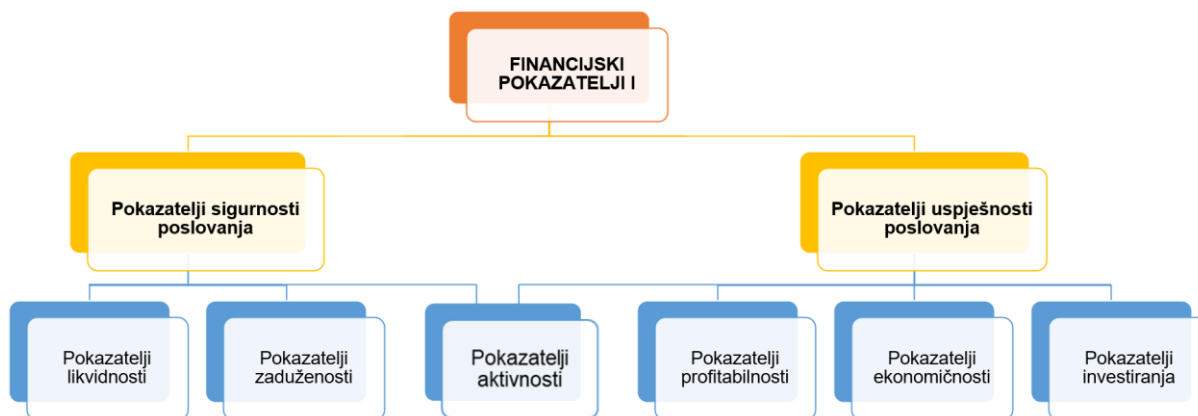 FINANCIJSKI
POKAZATELJI I
Pokazatelji sigurnosti
poslovanja
Pokazatelji uspješnosti
poslovanja
Pokazatelji
likvidnosti
Pokazatelji
zaduženosti
Pokazatelji
aktivnosti
Pokazatelji
profitabilnosti
Pokazatelji
ekonomičnosti
Pokazatelji
investiranja